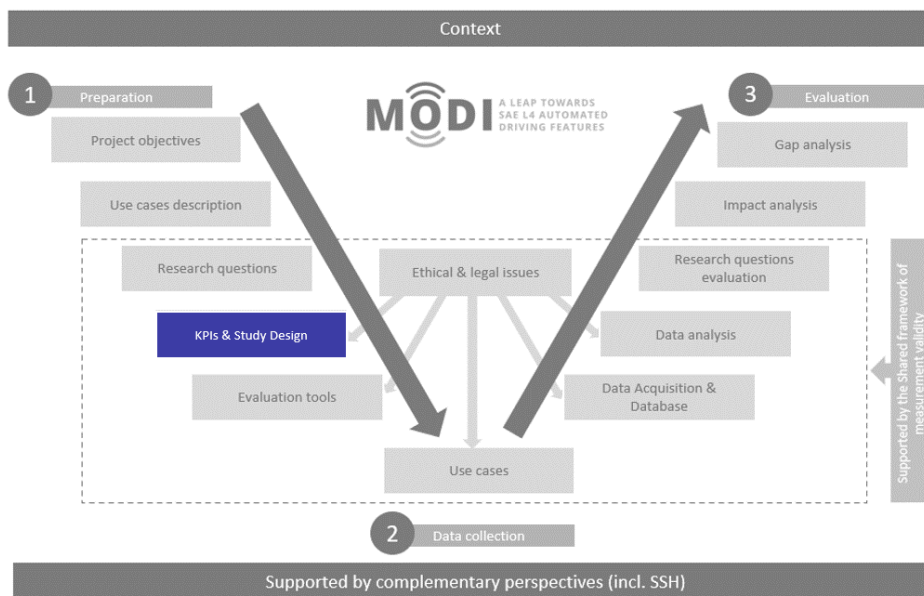 Context
1
Preparation
MODI
A LEAP TOWARDS
SAE L4 AUTOMATED
DRIVING FEATURES
3
Evaluation
Project objectives
Gap analysis
Use cases description
Impact analysis
Research questions
Ethical & legal issues
Research questions
evaluation
KPIs & Study Design
Data analysis
Evaluation tools
Data Acquisition &
Database
Use cases
Supported by the Shared framework of
measurement validity
2
Data collection
Supported by complementary perspectives (incl. SSH)